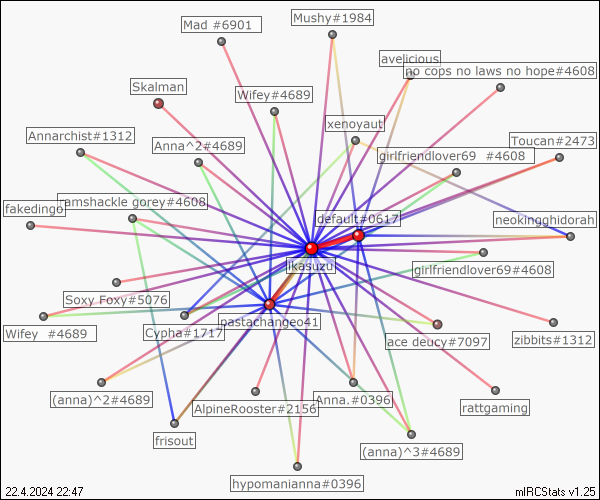 Mad #6901
Mushy#1984
avelicious
no cops no laws no hope#4608
Skalman
Wifey#4689
xenoyaut
Annarchist#1312
Anna^2#4689
Toucan#2473
girlfriendlover69 #4608
fakeding0
amshackle gorey#4608
default#0617
neokingghidorah
ikasuzu
girlfriendlover69#4608
Soxy Foxy#5076
Wifey #4689
Cypha#1717
pastachange041
ace deucy#7097
zibbits#1312
(anna)^2#4689
AlpineRooster#2156
Anna.#0396
rattgaming
frisout
(anna)^3#4689
hypomanianna#0396
22.4.2024 22:47
mIRCStats v1.25